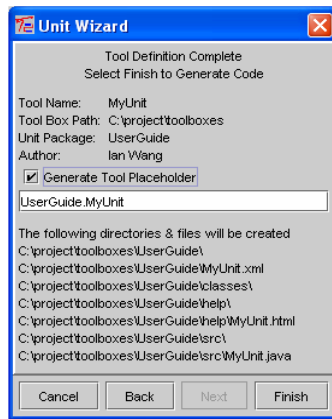 Unit Wizard
Tool Definition Complete
Select Finish to Generate Code
Tool Name: MyUnit
Tool Box Path: C:\project\toolboxes
Unit Package: UserGuide
Author: Ian Wang
Generate Tool Placeholder
UserGuide.MyUnit
The following directories & files will be created
C:\project\toolboxes\UserGuide\
C:\project\toolboxes\UserGuide\MyUnit.xml
C:\project\toolboxes\UserGuide\classes\
C:\project\toolboxes\UserGuide\help\
C:\project\toolboxes\UserGuide\help\MyUnit.html
C:\project\toolboxes\UserGuide\src\
C:\project\toolboxes\UserGuide\src\MyUnit.java
Cancel Back Next Finish